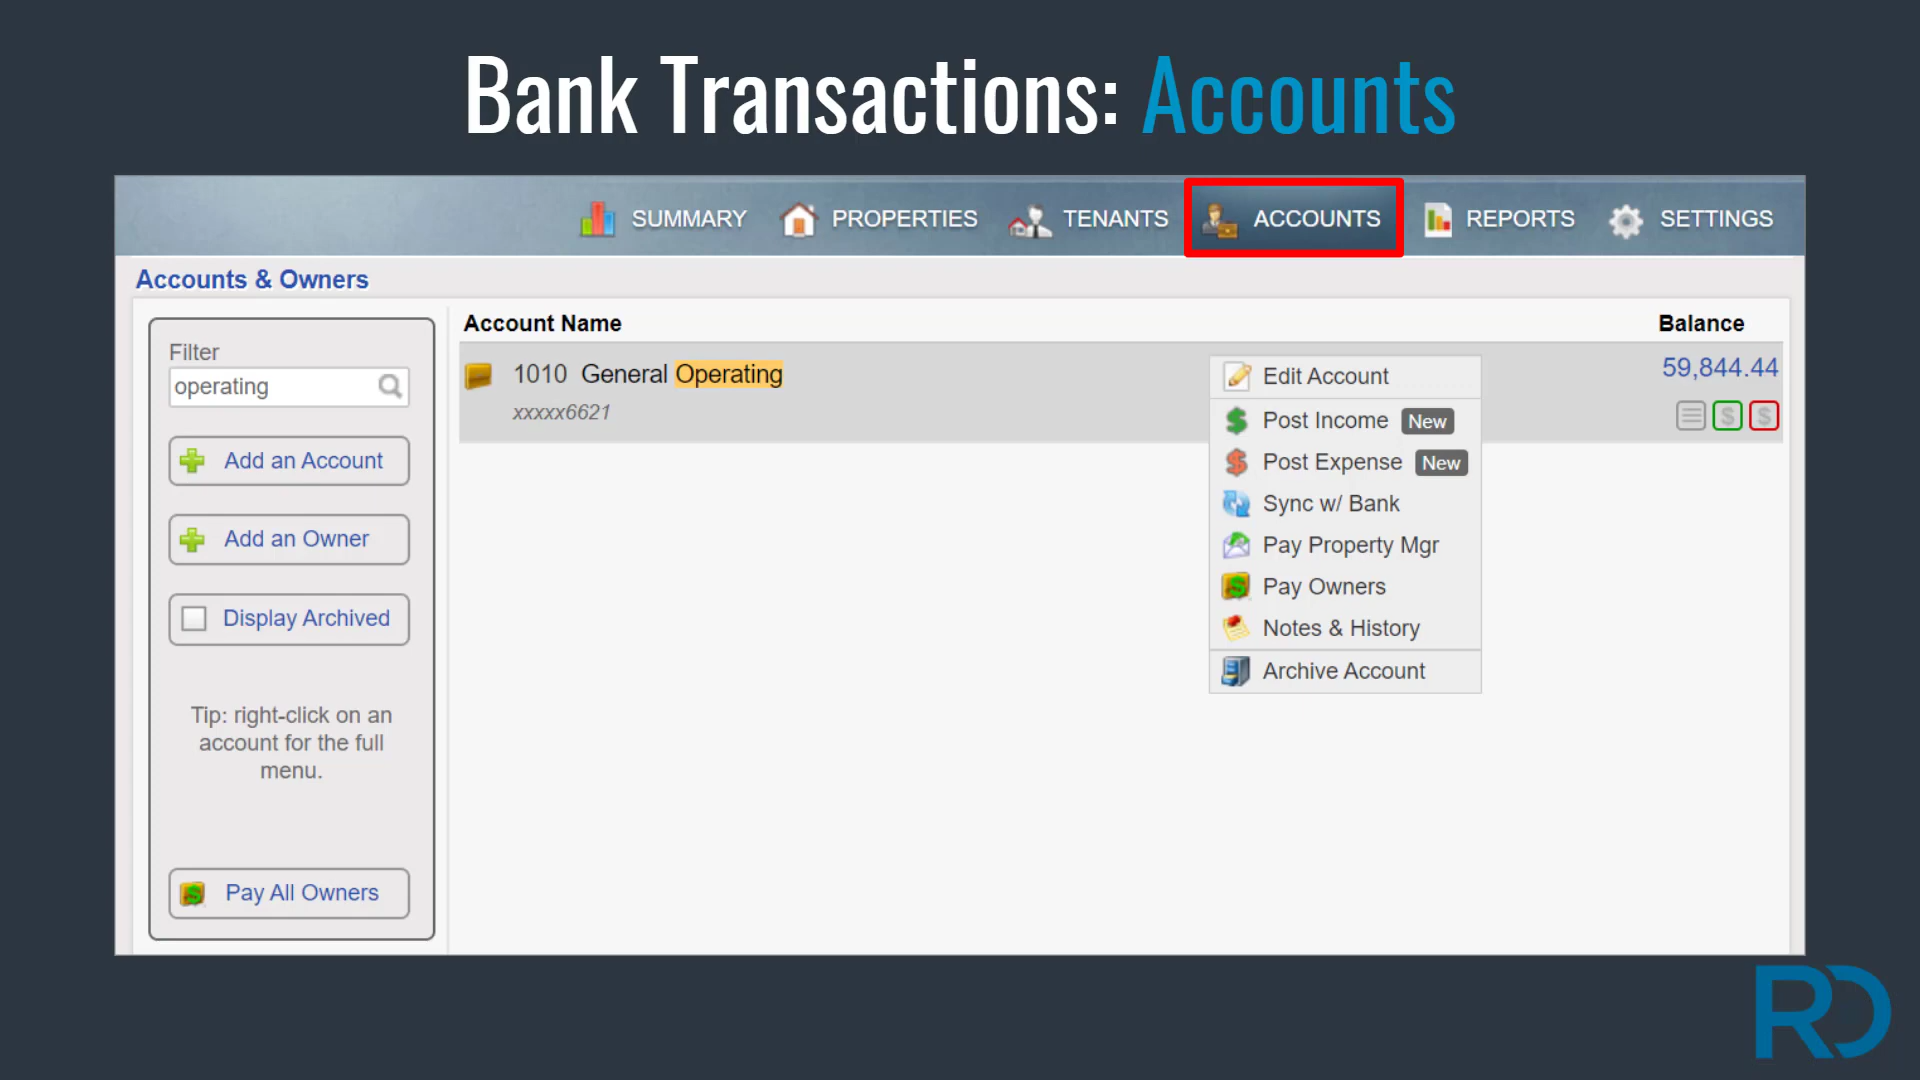 Bank Transactions: Accounts
SUMMARY PROPERTIES TENANTS ACCOUNTS REPORTS SETTINGS
Accounts & Owners
Filter
operating
Add an Account
Add an Owner
Display Archived
Tip: right-click on an
account for the full
menu.
Pay All Owners
Account Name Balance
1010 General Operating 59,844.44
xxxxx6621
$ $
Edit Account
Post Income New
Post Expense New
Sync w/ Bank
Pay Property Mgr
Pay Owners
Notes & History
Archive Account
RD